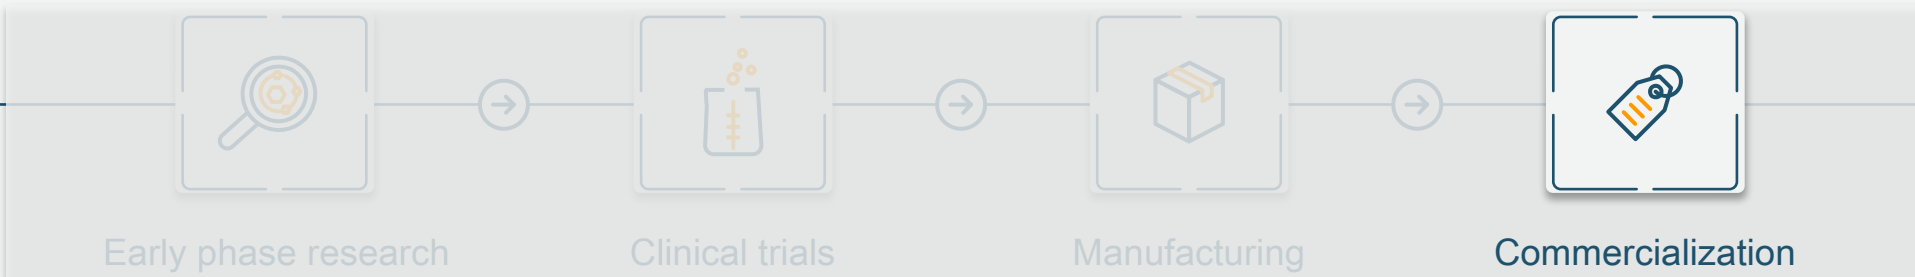 Early phase research
Clinical trials
Manufacturing
Commercialization